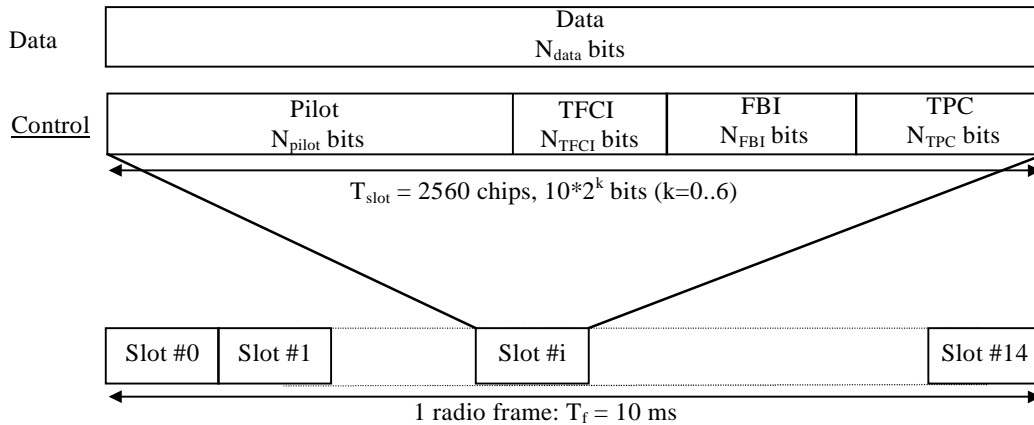 Data
Data
N_data bits
Control
Pilot
N_pilot bits
TFCI
N_TFCI bits
FBI
N_FBI bits
TPC
N_TPC bits
T_slot = 2560 chips, 10*2^k bits (k=0..6)
Slot #0 Slot #1 Slot #i Slot #14
1 radio frame: T_f = 10 ms